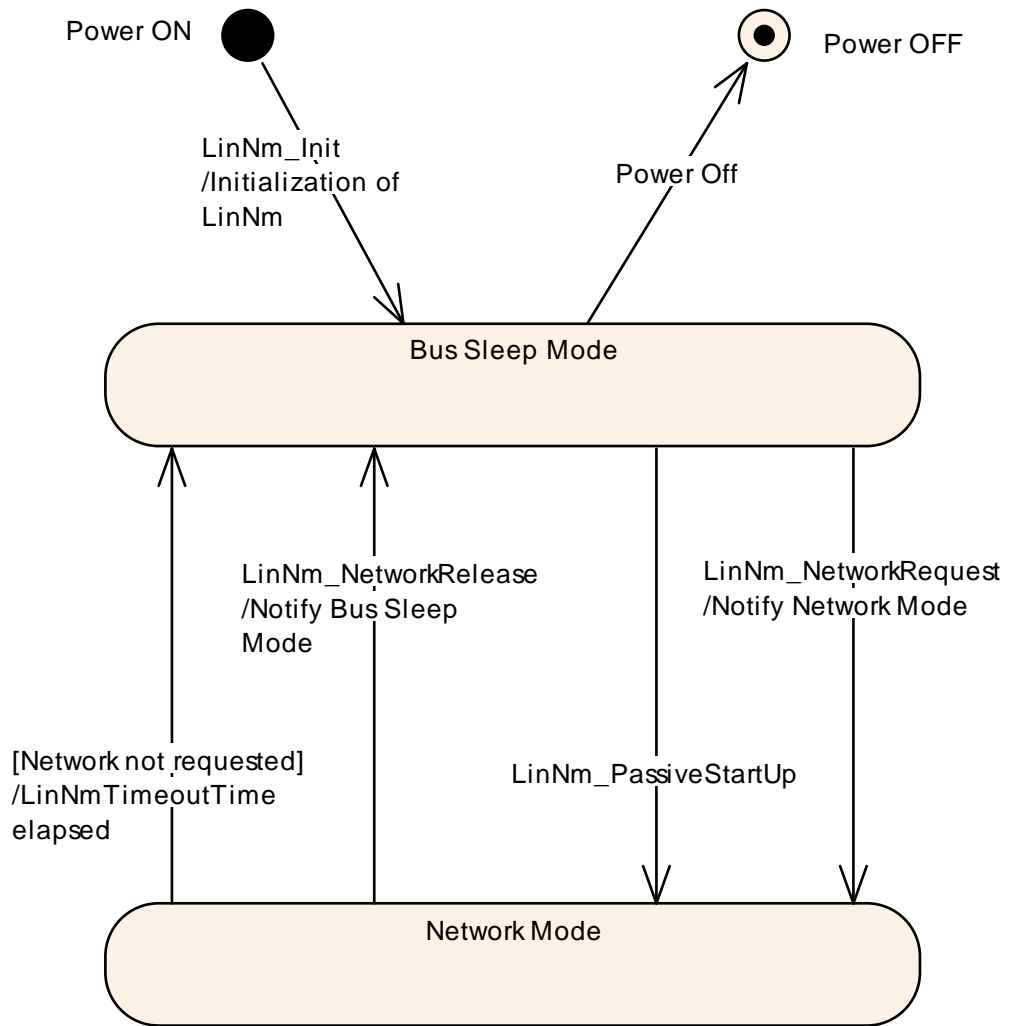 Power ON
Power OFF
LinNm_Init
/Initialization of
LinNm
Power Off
Bus Sleep Mode
LinNm_NetworkRelease
/Notify Bus Sleep
Mode
LinNm_NetworkRequest
/Notify Network Mode
[Network not requested]
/LinNmTimeoutTime
elapsed
LinNm_PassiveStartUp
Network Mode